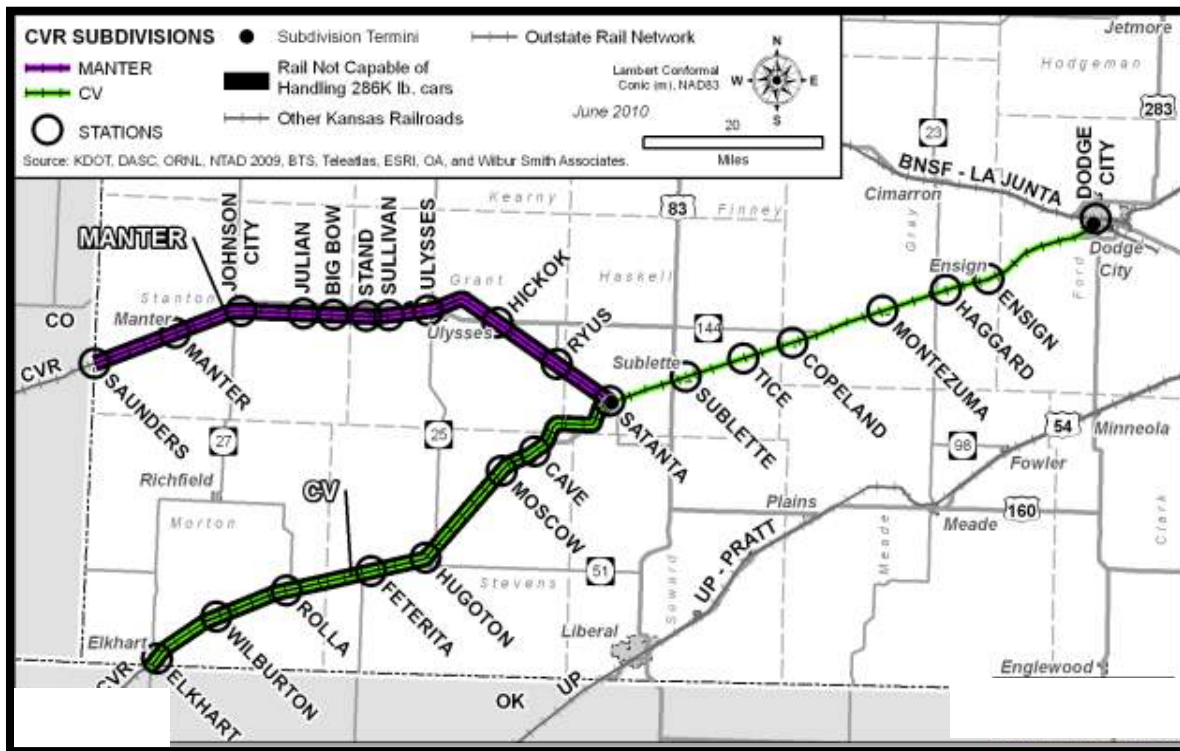 CVR SUBDIVISIONS
MANTER
CV
STATIONS
Subdivision Termini
Rail Not Capable of
Handling 286K lb. cars
Other Kansas Railroads
Outstate Rail Network
Lambert Conformal
Conic (m), NAD83
June 2010
N
W E
S
20
Miles
Source: KDOT, DASC, ORNL, NTAD 2009, BTS, Teleatlas, ESRI, OA, and Wilbur Smith Associates.
Jetmore
Hodgeman
283
23
BNSF - LA JUNTA
Cimarron
DODGE
CITY
Dodge
City
Kearny
Finney
83
Gray
Ford
MANTER
JOHNSON
CITY
JULIAN
BIG BOW
STAND
SULLIVAN
ULYSSES
Grant
HICKOK
Haskell
Ensign
ENSIGN
HAGGARD
Stanton
CO
Manter
MANTER
Ulysses
RYUS
144
MONTEZUMA
COPELAND
TICE
Sublette
SUBLETTE
SATANTA
CVR
SAUNDERS
27
25
CAVE
MOSCOW
98
54
Minneola
Fowler
Richfield
Morton
CV
Plains
160
Meade
Clark
Meade
UP - PRATT
Seward
51
Stevens
HUGOTON
FETERITA
ROLLA
WILBURTON
Elkhart
ELKHART
CVR
Liberal
UP
OK
Englewood